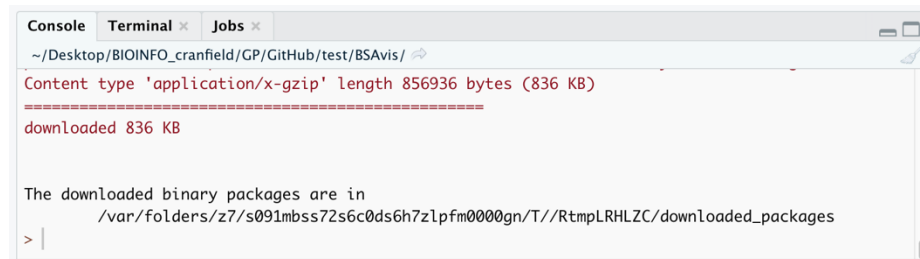 Console Terminal × Jobs ×
~/Desktop/BIOINFO_cranfield/GP/GitHub/test/BSAvis/
Content type 'application/x-gzip' length 856936 bytes (836 KB)
==================================================
downloaded 836 KB
The downloaded binary packages are in
/var/folders/z7/s091mbss72s6c0ds6h7zlpfm0000gn/T//RtmpLRHLZC/downloaded_packages
>